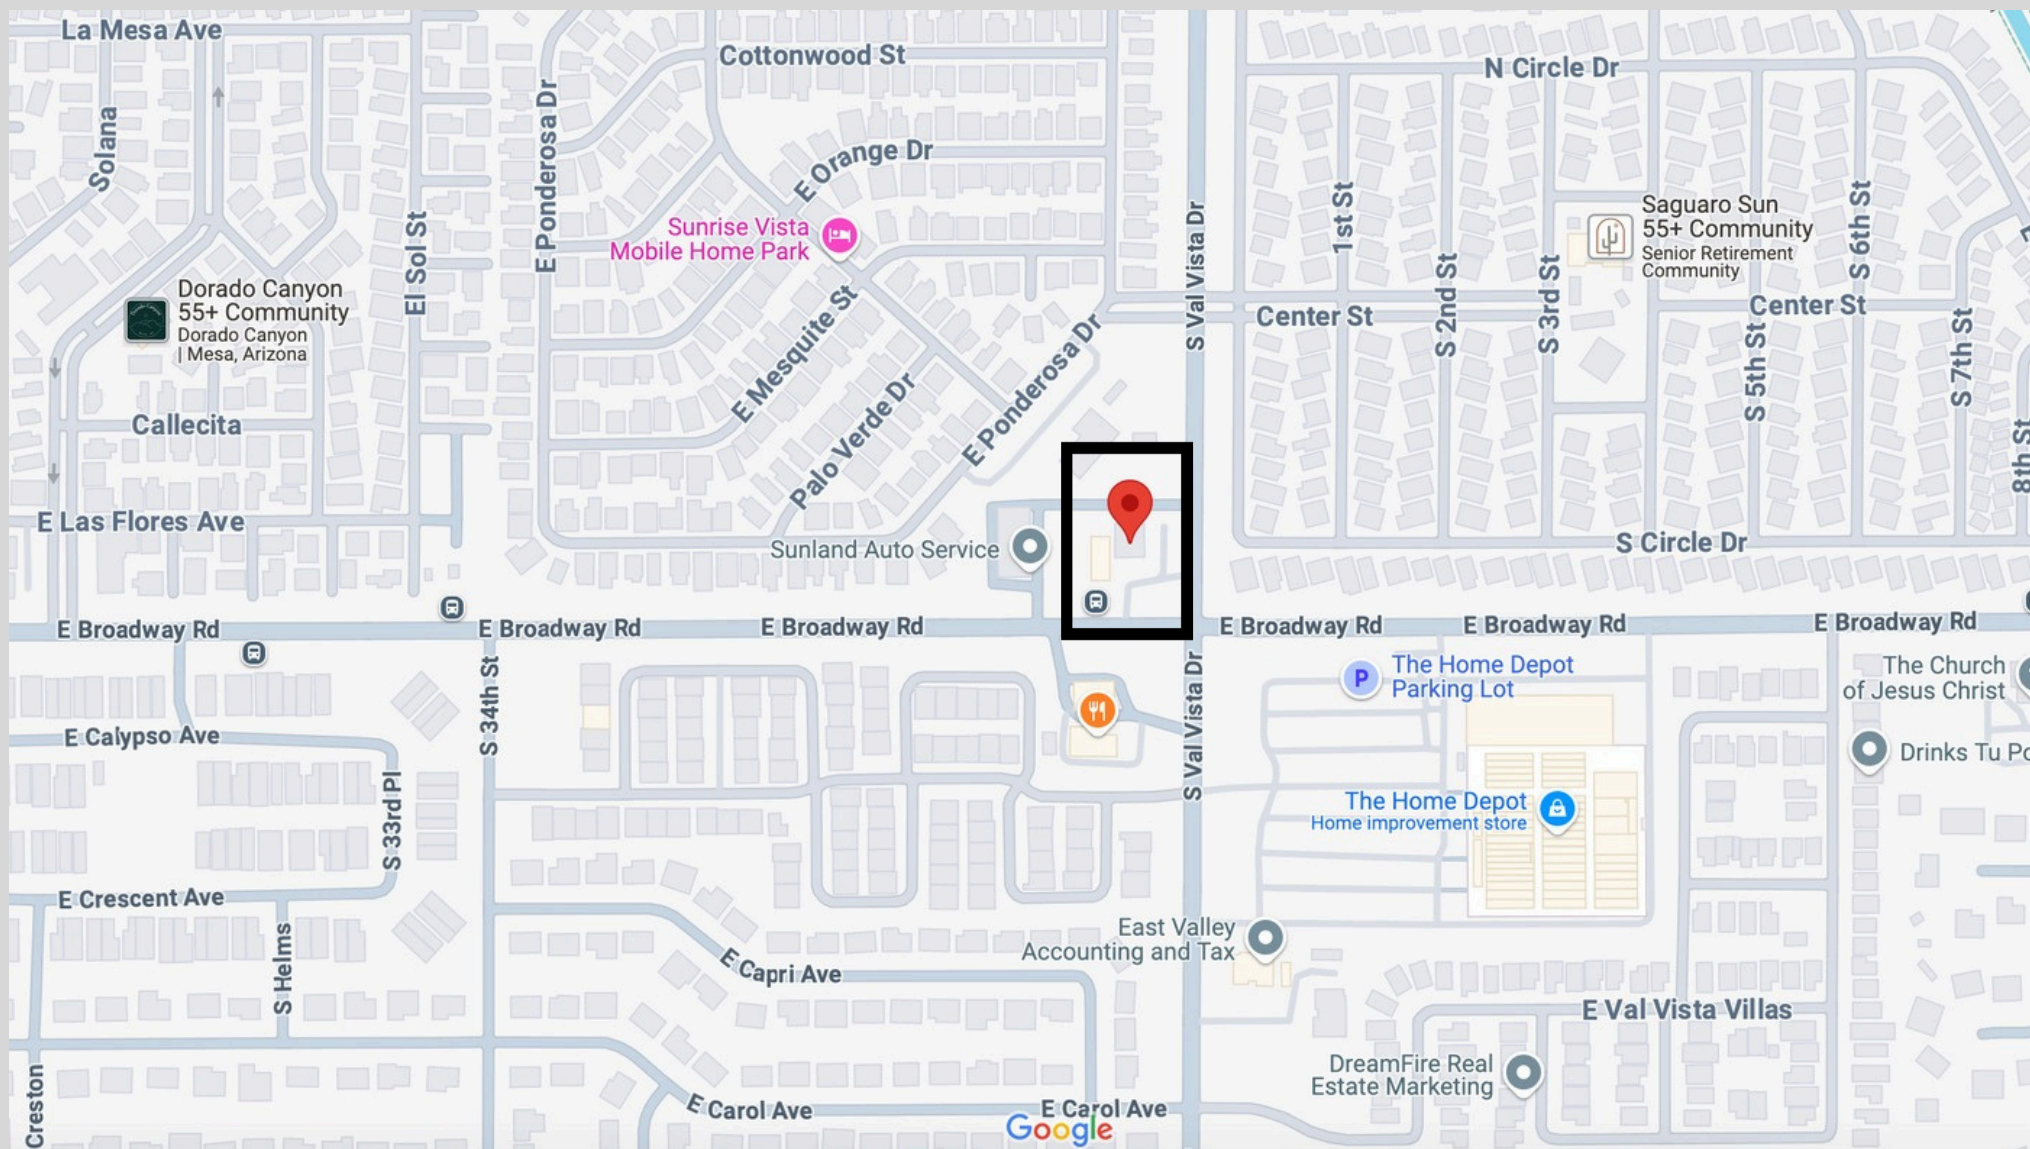 La Mesa Ave
Cottonwood St
N Circle Dr
Solana
E Ponderosa Dr
E Orange Dr
Sunrise Vista
Mobile Home Park
El Sol St
S Val Vista Dr
1st St
Saguaro Sun
55+ Community
Senior Retirement
Community
S 6th St
Dorado Canyon
55+ Community
Dorado Canyon
| Mesa, Arizona
E Mesquite St
E Ponderosa Dr
Center St
S 2nd St
S 3rd St
Center St
S 5th St
S 7th St
Callecita
Palo Verde Dr
8th St
E Las Flores Ave
Sunland Auto Service
S Circle Dr
E Broadway Rd
E Broadway Rd
E Broadway Rd
E Broadway Rd
E Broadway Rd
E Broadway Rd
S 34th St
S Val Vista Dr
P
The Home Depot
Parking Lot
The Church
of Jesus Christ
E Calypso Ave
Drinks Tu Po
S 33rd Pl
The Home Depot
Home improvement store
E Crescent Ave
S Helms
East Valley
Accounting and Tax
E Capri Ave
E Val Vista Villas
DreamFire Real
Estate Marketing
Creston
E Carol Ave
E Carol Ave
Google